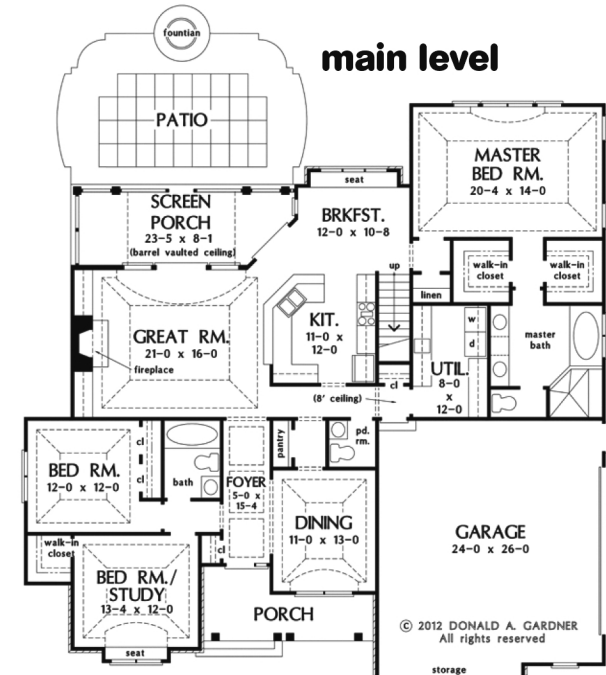 fountian
main level
PATIO
MASTER
BED RM.
20-4 x 14-0
seat
SCREEN
PORCH
23-5 x 8-1
(barrel vaulted ceiling)
BRKFST.
12-0 x 10-8
up
walk-in
closet
walk-in
closet
linen
GREAT RM.
21-0 x 16-0
fireplace
KIT.
11-0 x
12-0
w
d
master
bath
UTIL.
8-0
x
12-0
cl
(8' ceiling)
BED RM.
12-0 x 12-0
cl
cl
bath
pantry
pd.
rm.
FOYER
5-0 x
15-4
DINING
11-0 x 13-0
GARAGE
24-0 x 26-0
walk-in
closet
cl
BED RM./
STUDY
13-4 x 12-0
seat
PORCH
© 2012 DONALD A. GARDNER
All rights reserved
storage